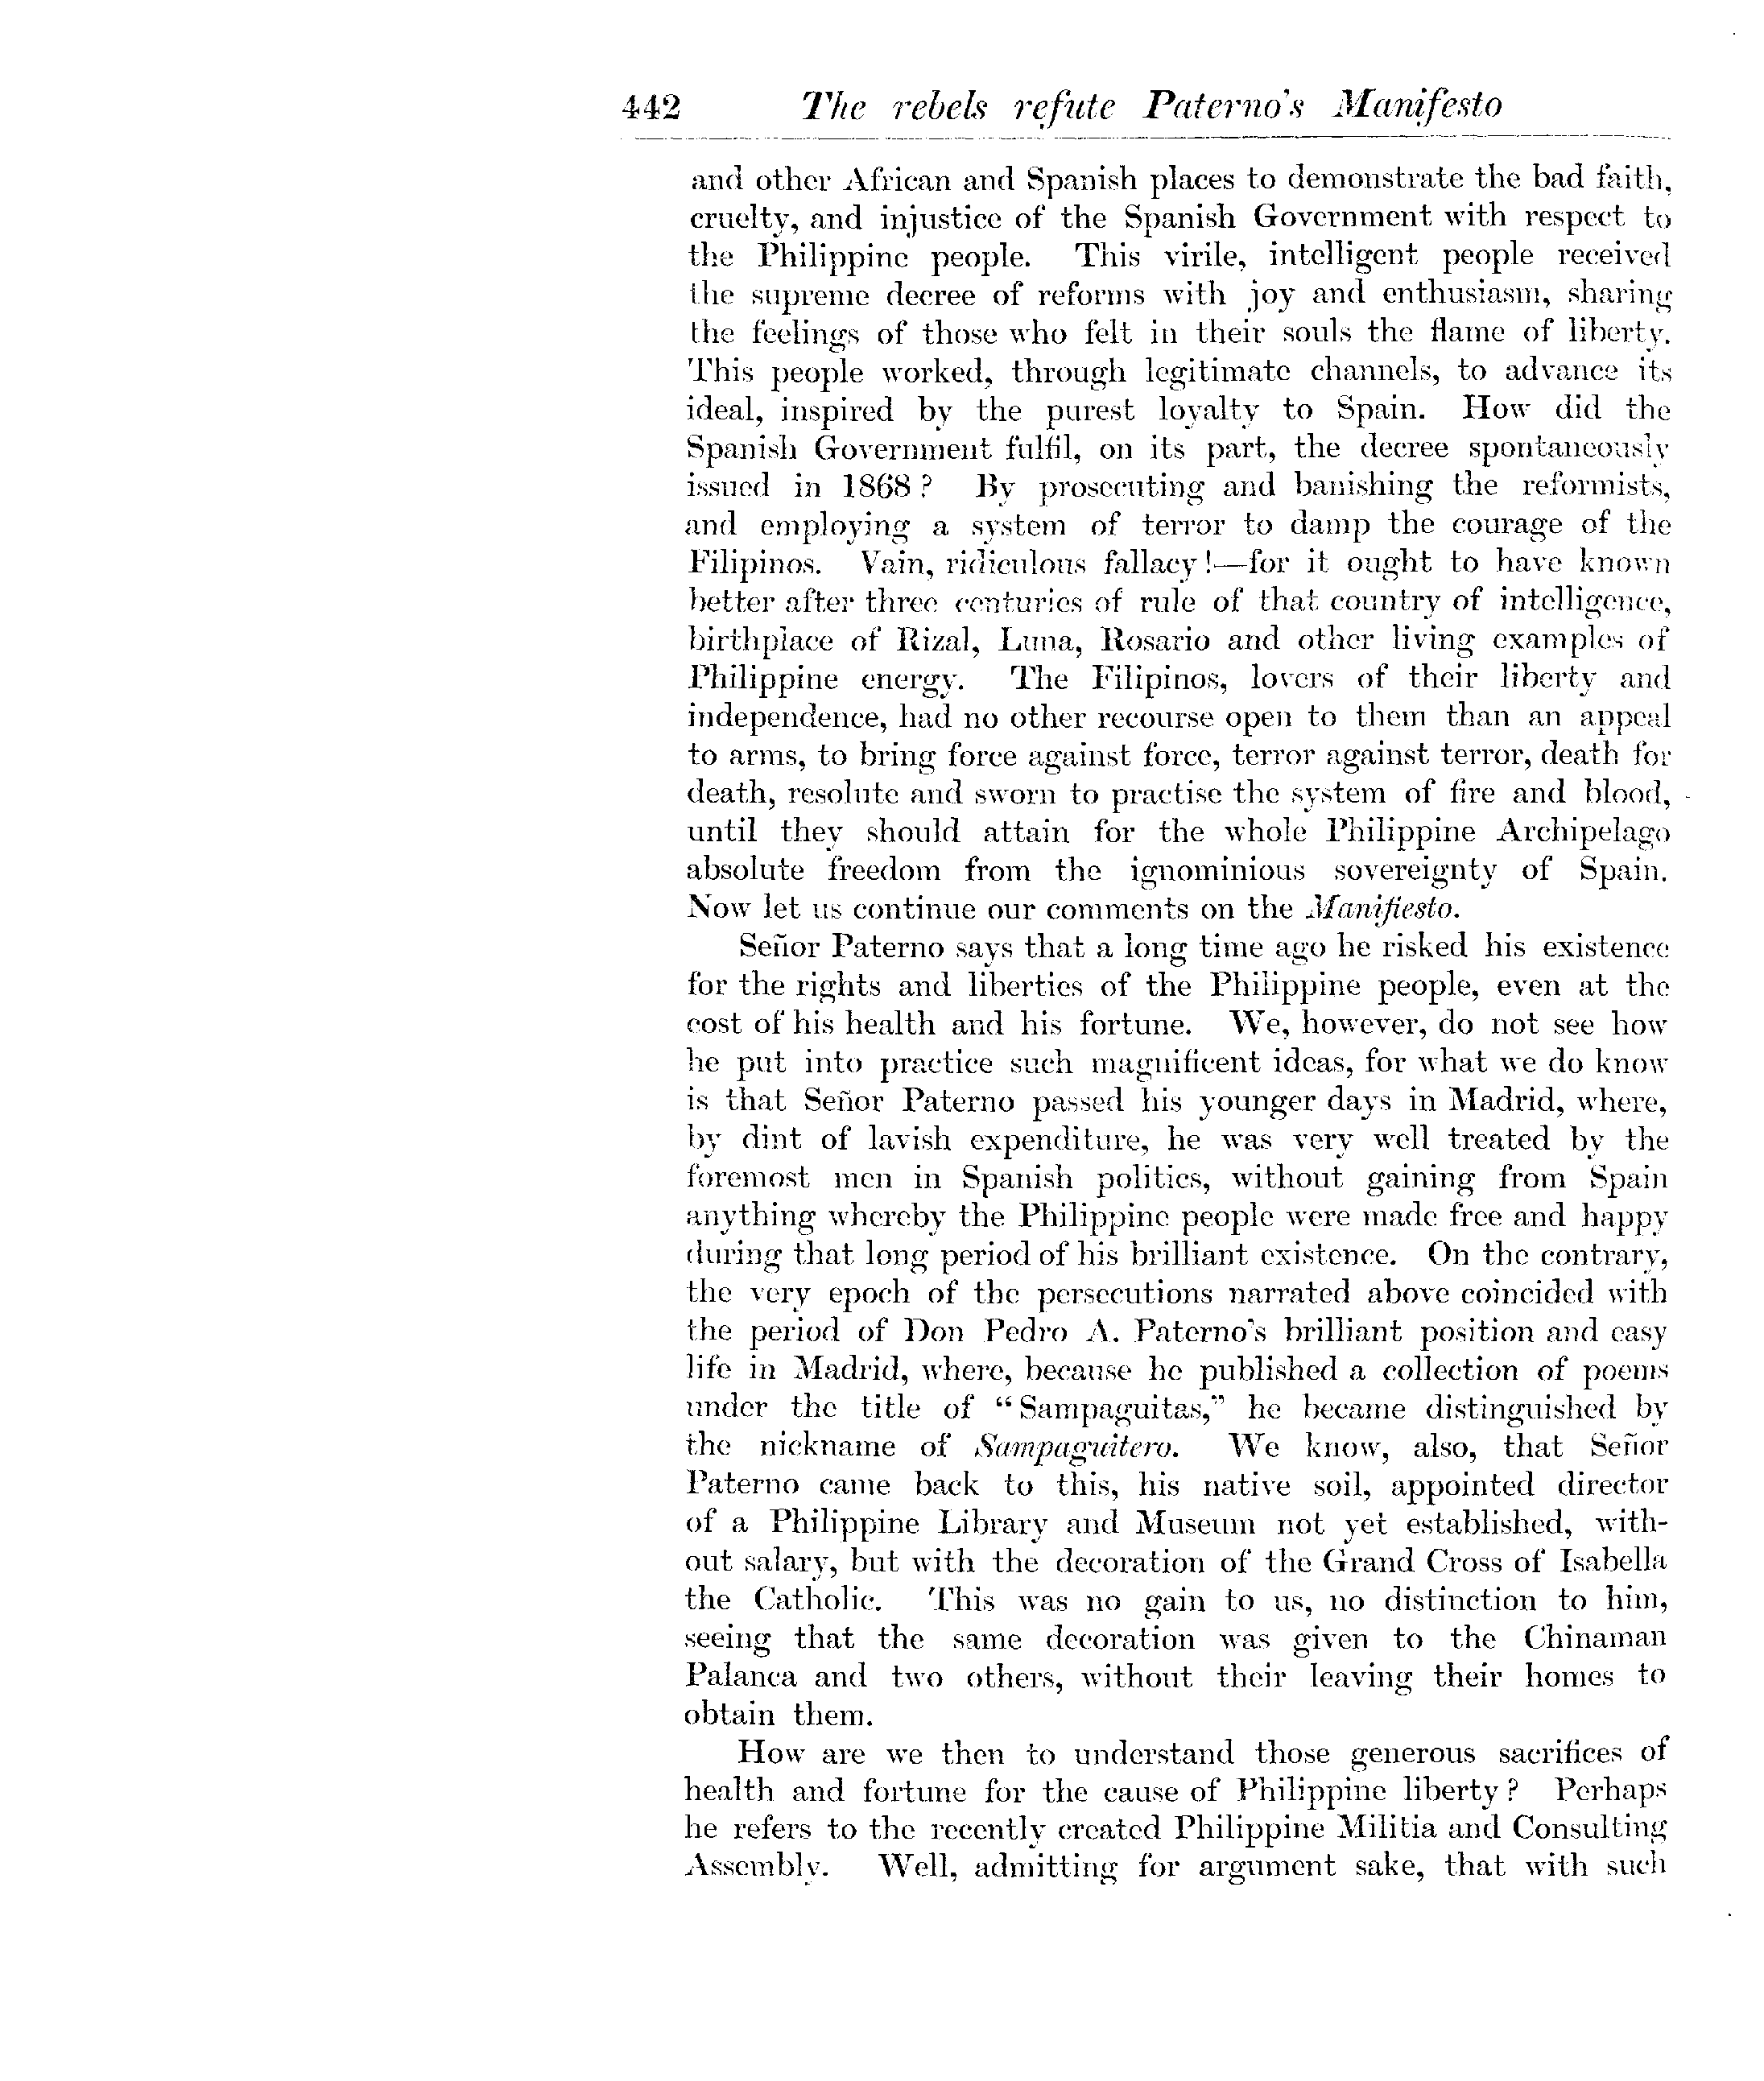 442 The rebels refute Paterno's Manifesto
and other African and Spanish places to demonstrate the bad faith,
cruelty, and injustice of the Spanish Government with respect to
the Philippine people. This virile, intelligent people received
the supreme decree of reforms with joy and enthusiasm, sharing
the feelings of those who felt in their souls the flame of liberty.
This people worked, through legitimate channels, to advance its
ideal, inspired by the purest loyalty to Spain. How did the
Spanish Government fulfil, on its part, the decree spontaneously
issued in 1868? By prosecuting and banishing the reformists,
and employing a system of terror to damp the courage of the
Filipinos. Vain, ridiculous fallacy!—for it ought to have known
better after three centuries of rule of that country of intelligence,
birthplace of Rizal, Luna, Rosario and other living examples of
Philippine energy. The Filipinos, lovers of their liberty and
independence, had no other recourse open to them than an appeal
to arms, to bring force against force, terror against terror, death for
death, resolute and sworn to practise the system of fire and blood,
until they should attain for the whole Philippine Archipelago
absolute freedom from the ignominious sovereignty of Spain.
Now let us continue our comments on the Manifiesto.
Señor Paterno says that a long time ago he risked his existence
for the rights and liberties of the Philippine people, even at the
cost of his health and his fortune. We, however, do not see how
he put into practice such magnificent ideas, for what we do know
is that Señor Paterno passed his younger days in Madrid, where,
by dint of lavish expenditure, he was very well treated by the
foremost men in Spanish politics, without gaining from Spain
anything whereby the Philippine people were made free and happy
during that long period of his brilliant existence. On the contrary,
the very epoch of the persecutions narrated above coincided with
the period of Don Pedro A. Paterno's brilliant position and easy
life in Madrid, where, because he published a collection of poems
under the title of "Sampaguitas," he became distinguished by
the nickname of Sampaguitero. We know, also, that Señor
Paterno came back to this, his native soil, appointed director
of a Philippine Library and Museum not yet established, with-
out salary, but with the decoration of the Grand Cross of Isabella
the Catholic. This was no gain to us, no distinction to him,
seeing that the same decoration was given to the Chinaman
Palanca and two others, without their leaving their homes to
obtain them.
How are we then to understand those generous sacrifices of
health and fortune for the cause of Philippine liberty? Perhaps
he refers to the recently created Philippine Militia and Consulting
Assembly. Well, admitting for argument sake, that with such